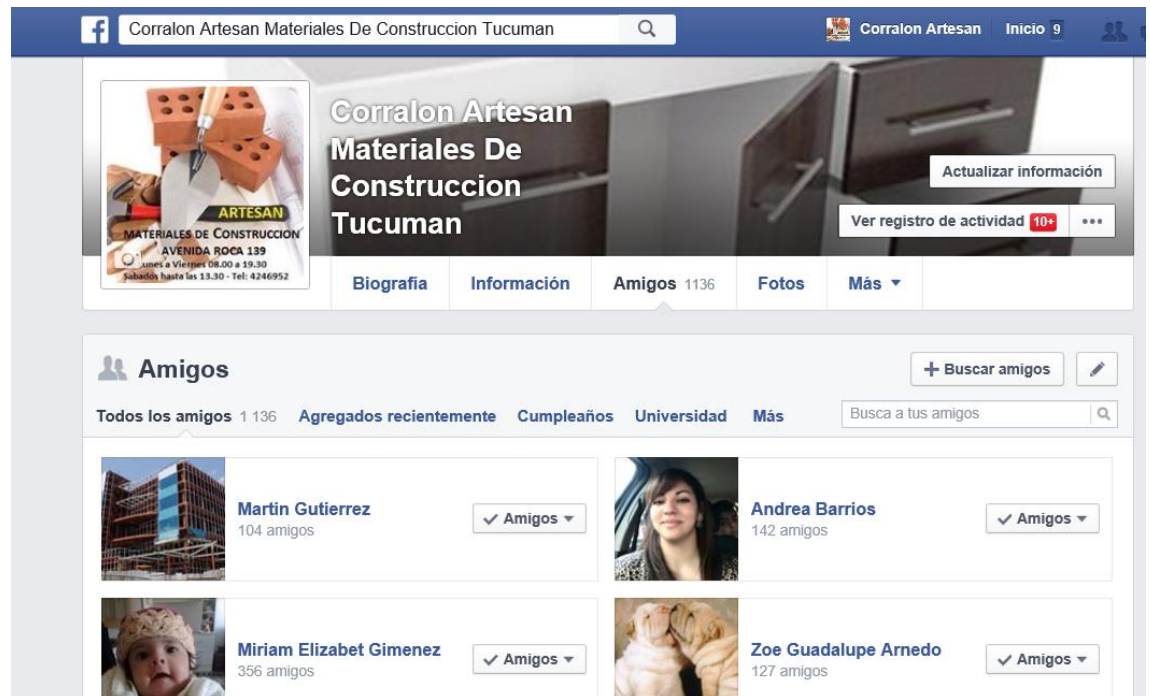 Corralon Artesan Materiales De Construccion Tucuman
Corralon Artesan
Inicio 9
ARTESAN
MATERIALES DE CONSTRUCCION
AVENIDA ROCA 139
Lunes a Viernes 08.00 a 19.30
Sabados hasta las 13.30 - Tel: 4246952
Corralon Artesan
Materiales De
Construccion
Tucuman
Actualizar información
Ver registro de actividad 10+
Biografía
Información
Amigos 1136
Fotos
Más
Amigos
Buscar amigos
Todos los amigos 1 136
Agregados recientemente
Cumpleaños
Universidad
Más
Busca a tus amigos
Martin Gutierrez
104 amigos
Amigos
Andrea Barrios
142 amigos
Amigos
Miriam Elizabet Gimenez
356 amigos
Amigos
Zoe Guadalupe Arnedo
127 amigos
Amigos